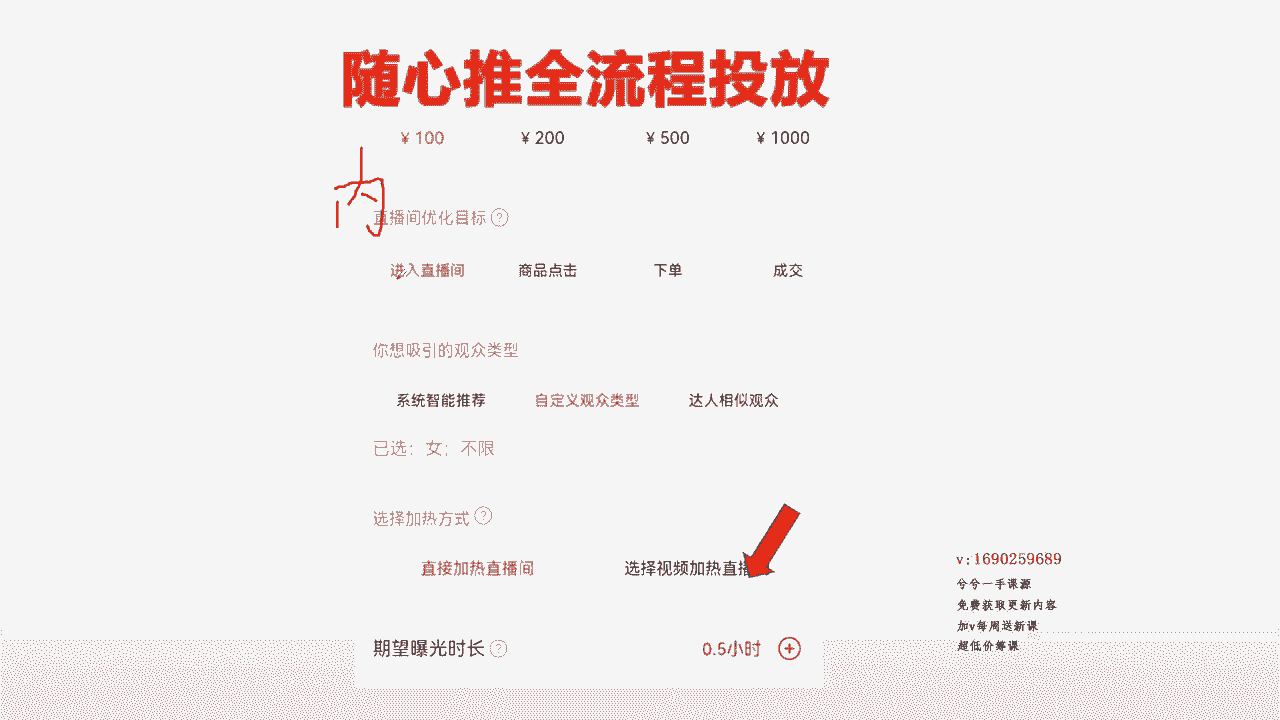 随心推全流程投放
¥ 100 ¥ 200 ¥ 500 ¥ 1000
内
直播间优化目标 ?
进入直播间 商品点击 下单 成交
你想吸引的观众类型
系统智能推荐 自定义观众类型 达人相似观众
已选：女；不限
选择加热方式 ?
直接加热直播间 选择视频加热直播
期望曝光时长 ? 0.5小时 +
v:1690259689
兮兮一手课源
免费获取更新内容
加v每周送新课
超低价筹课